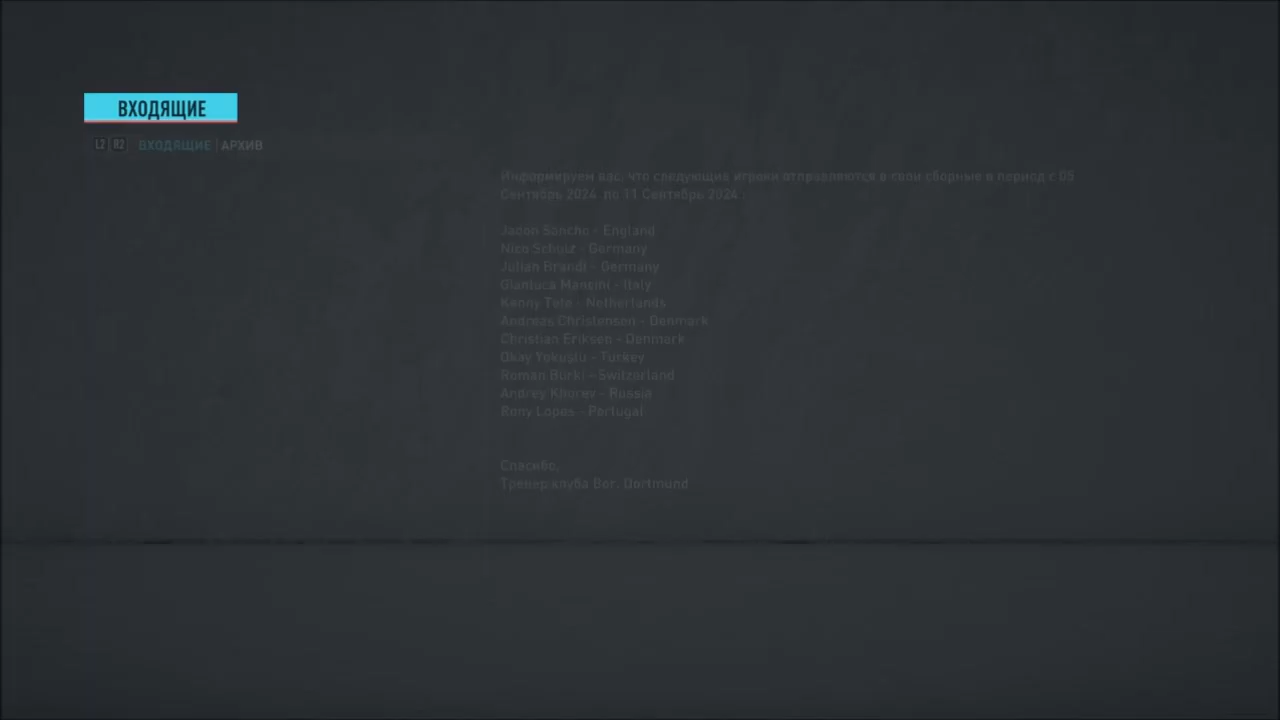 ВХОДЯЩИЕ
L2 R2 ВХОДЯЩИЕ | АРХИВ
Информируем вас, что следующие игроки отправляются в свои сборные в период с 05
Сентябрь 2024 по 11 Сентябрь 2024 :
Jadon Sancho - England
Nico Schulz - Germany
Julian Brandt - Germany
Gianluca Mancini - Italy
Kenny Tete - Netherlands
Andreas Christensen - Denmark
Christian Eriksen - Denmark
Okay Yokuslu - Turkey
Roman Bürki - Switzerland
Andrey - Russia
Rony Lopes - Portugal
Спасибо,
Тренер клуба Bor. Dortmund